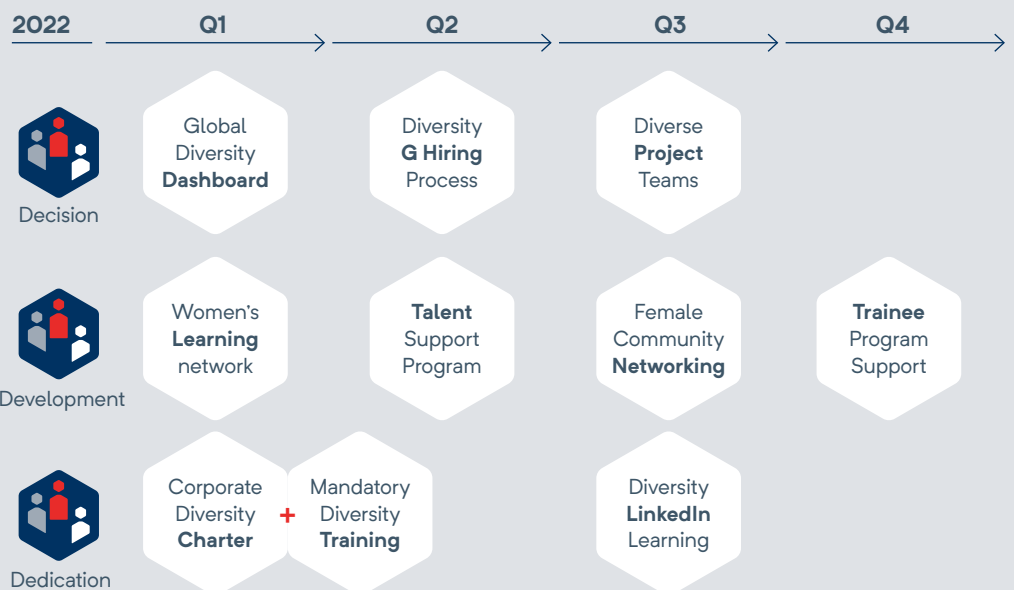 2022 Q1 Q2 Q3 Q4
Global
Diversity
Dashboard
Diversity
G Hiring
Process
Diverse
Project
Teams
Decision
Women's
Learning
network
Talent
Support
Program
Female
Community
Networking
Trainee
Program
Support
Development
Corporate
Diversity
Charter
+
Mandatory
Diversity
Training
Diversity
LinkedIn
Learning
Dedication